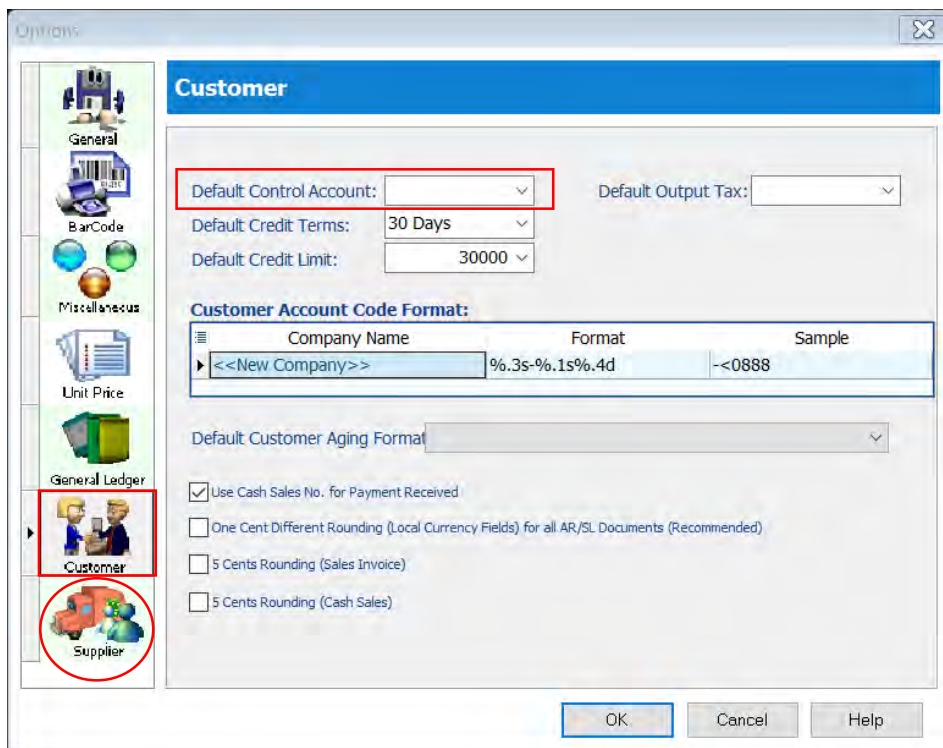 Options
General
BarCode
Miscellanecus
Unit Price
General Ledger
Customer
Supplier
Customer
Default Control Account:
Default Output Tax:
Default Credit Terms: 30 Days
Default Credit Limit: 30000
Customer Account Code Format:
Company Name Format Sample
<<New Company>> %.3s-%.1s%.4d -<0888
Default Customer Aging Format
Use Cash Sales No. for Payment Received
One Cent Different Rounding (Local Currency Fields) for all AR/SL Documents (Recommended)
5 Cents Rounding (Sales Invoice)
5 Cents Rounding (Cash Sales)
OK Cancel Help